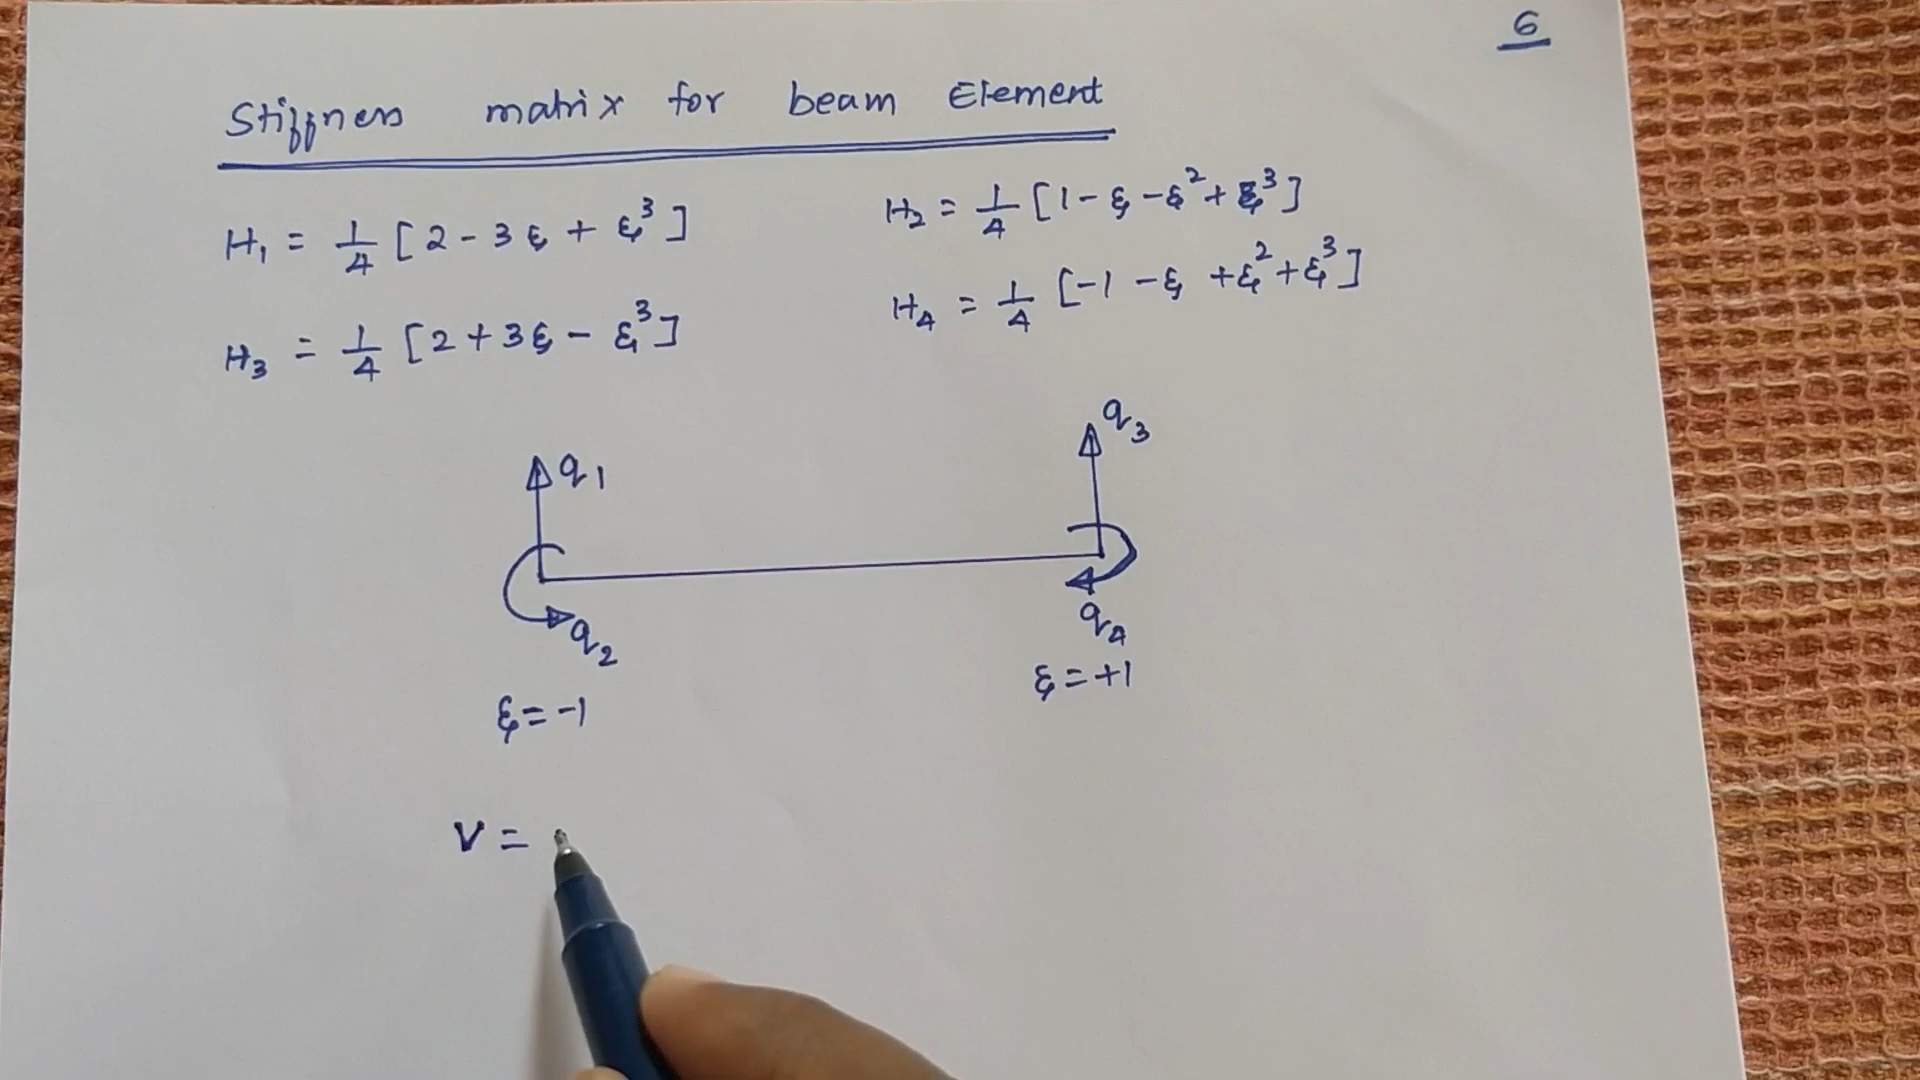 6
Stiffness matrix for beam Element
H₁ = 1/4 [2 - 3ξ + ξ³]
H₂ = 1/4 [1 - ξ - ξ² + ξ³]
H₃ = 1/4 [2 + 3ξ - ξ³]
H₄ = 1/4 [-1 - ξ + ξ² + ξ³]
q₁
q₃
q₂
q₄
ξ = -1
ξ = +1
V =